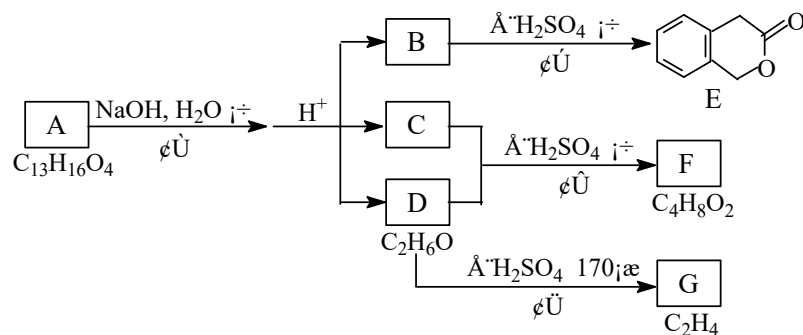 B
Å¨H₂SO₄ ¡÷
¢Ú
O
O
E
A
NaOH, H₂O ¡÷
¢Ù
C₁₃H₁₆O₄
H⁺
C
D
C₂H₆O
Å¨H₂SO₄ ¡÷
¢Û
F
C₄H₈O₂
Å¨H₂SO₄ 170¡æ
¢Ü
G
C₂H₄